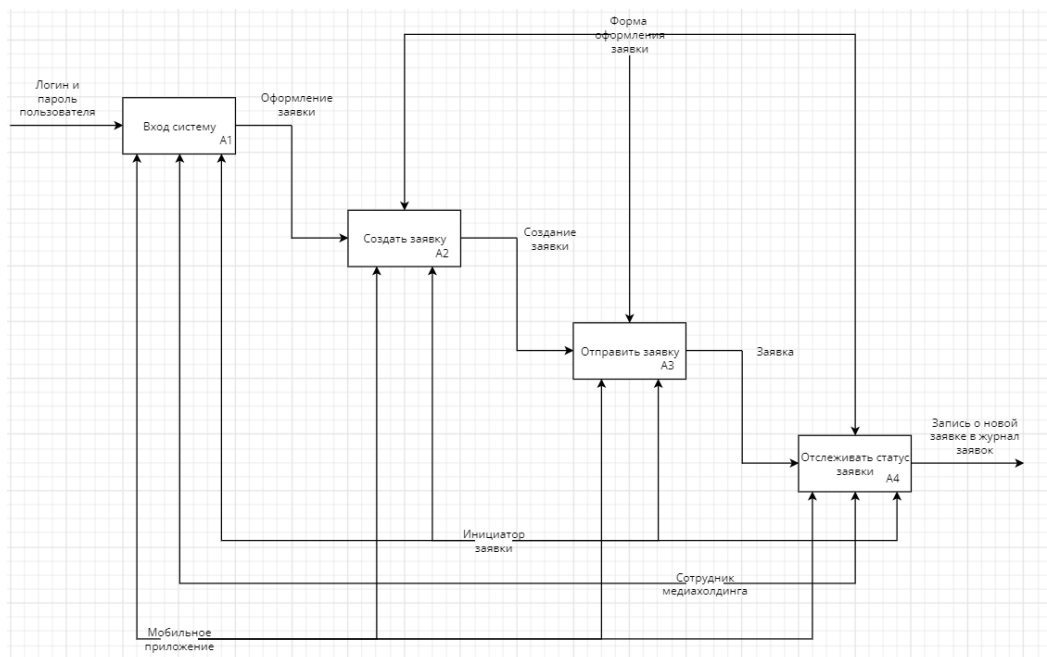 Форма
оформления
заявки
Логин и
пароль
пользователя
Вход систему
A1
Оформление
заявки
Создать заявку
A2
Создание
заявки
Отправить заявку
A3
Заявка
Отслеживать статус
заявки
A4
Запись о новой
заявке в журнал
заявок
Инициатор
заявки
Сотрудник
медиахолдинга
Мобильное
приложение